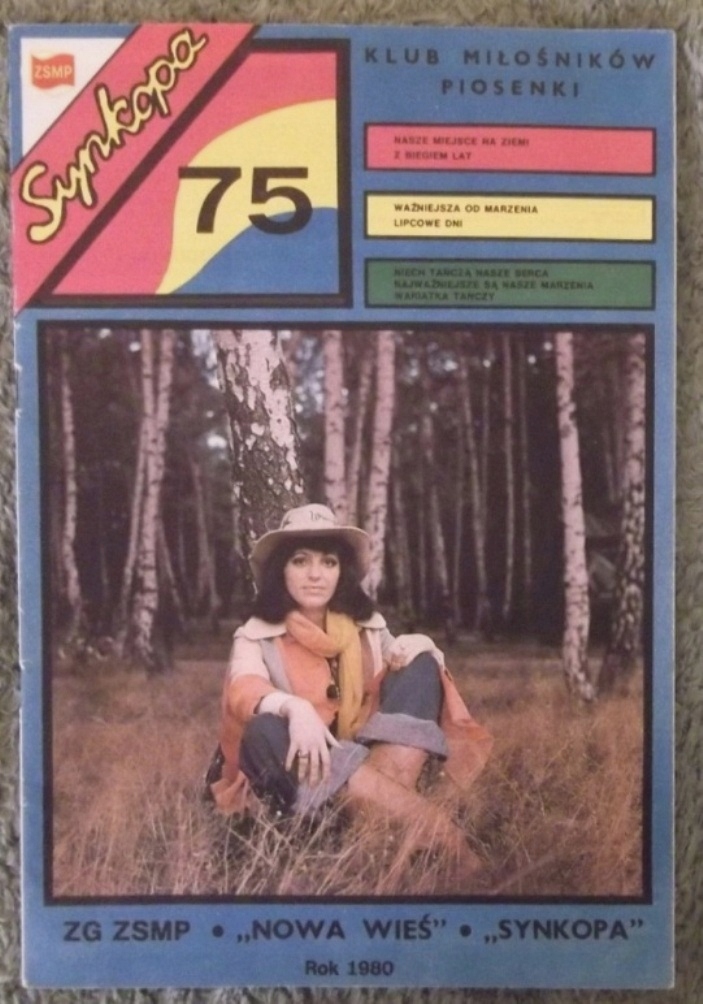 ZSMP
Synkopa
75
KLUB MIŁOŚNIKÓW
PIOSENKI
NASZE MIEJSCE NA ZIEMI
Z BIEGIEM LAT
WAŻNIEJSZA OD MARZENIA
LIPCOWE DNI
NIECH TAŃCZĄ NASZE SERCA
NAJWAŻNIEJSZE SĄ NASZE MARZENIA
WARIATKA TAŃCZY
ZG ZSMP • „NOWA WIEŚ” • „SYNKOPA”
Rok 1980